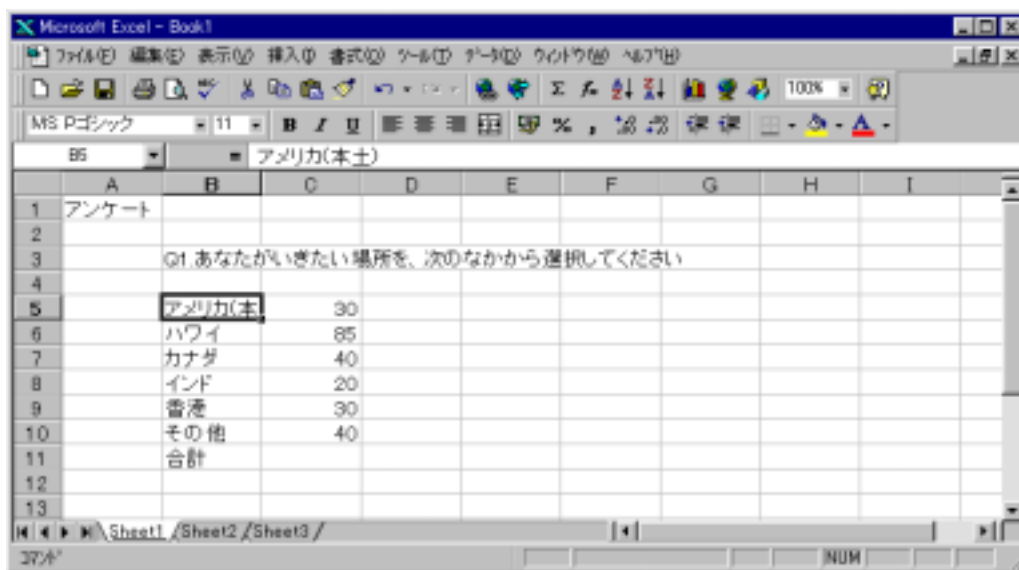 Microsoft Excel - Book1
ファイル(F) 編集(E) 表示(V) 挿入(I) 書式(O) ツール(T) データ(D) ウィンドウ(W) ヘルプ(H)
100%
MS Pゴシック 11 B I U
B5 = アメリカ(本土)
A B C D E F G H I
1 アンケート
2
3 Q1.あなたがいきたい場所を、次のなかから選択してください
4
5 アメリカ(本 30
6 ハワイ 85
7 カナダ 40
8 インド 20
9 香港 30
10 その他 40
11 合計
12
13
Sheet1 Sheet2 Sheet3
コマンド NUM